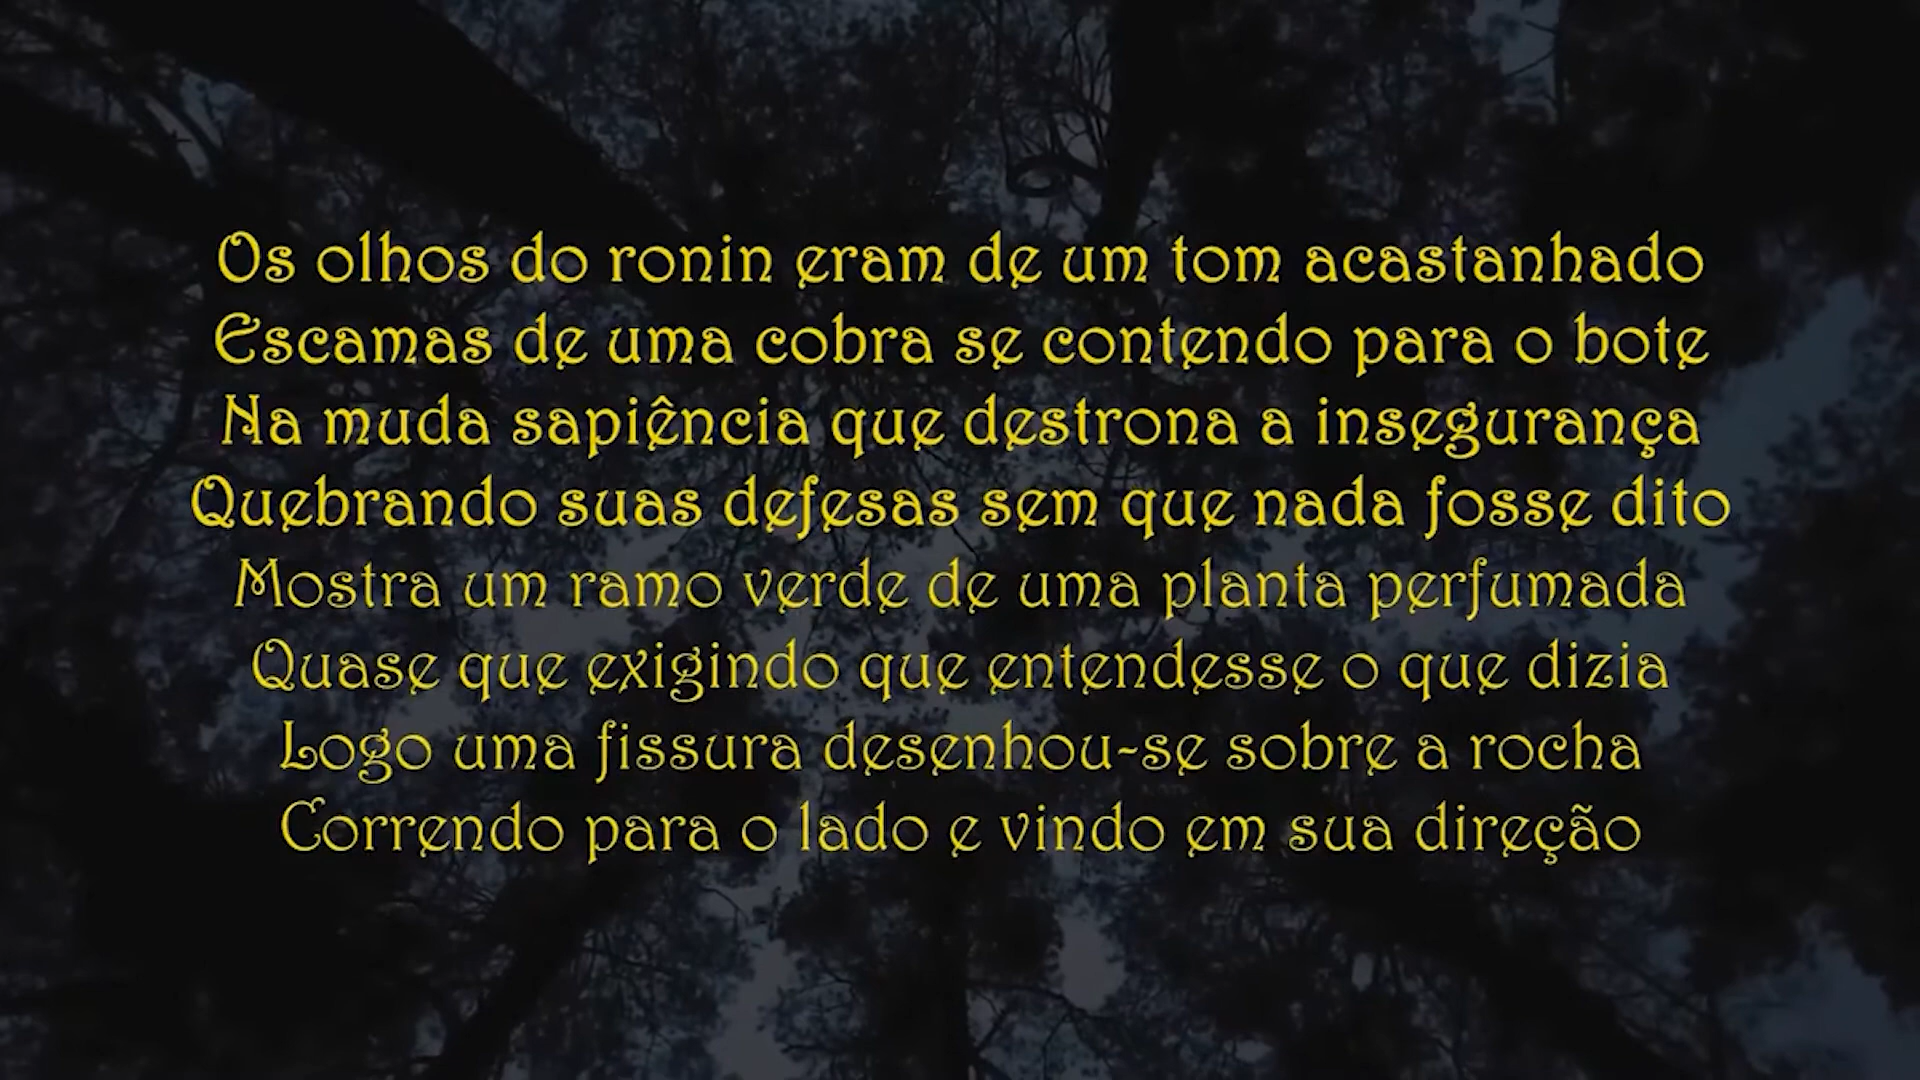 Os olhos do ronin eram de um tom acastanhado
Escamas de uma cobra se contendo para o bote
Na muda sapiência que destrona a insegurança
Quebrando suas defesas sem que nada fosse dito
Mostra um ramo verde de uma planta perfumada
Quase que exigindo que entendesse o que dizia
Logo uma fissura desenhou-se sobre a rocha
Correndo para o lado e vindo em sua direção